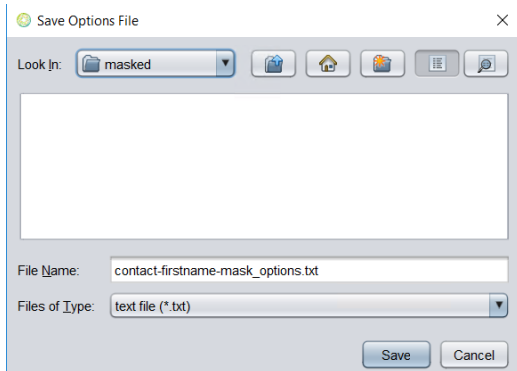 Save Options File
Look In: masked
File Name: contact-firstname-mask_options.txt
Files of Type: text file (*.txt)
Save Cancel